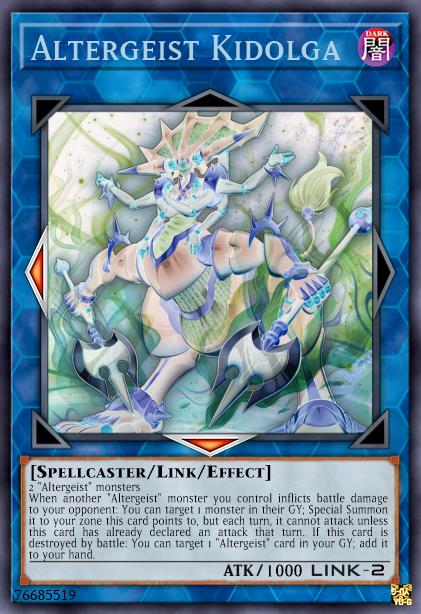 ALTERGEIST KIDOLGA
DARK
闇
[SPELLCASTER/LINK/EFFECT]
2 "Altergeist" monsters
When another "Altergeist" monster you control inflicts battle damage
to your opponent: You can target 1 monster in their GY; Special Summon
it to your zone this card points to, but each turn, it cannot attack unless
this card has already declared an attack that turn. If this card is
destroyed by battle: You can target 1 "Altergeist" card in your GY; add it
to your hand.
ATK/1000 LINK-2
76685519